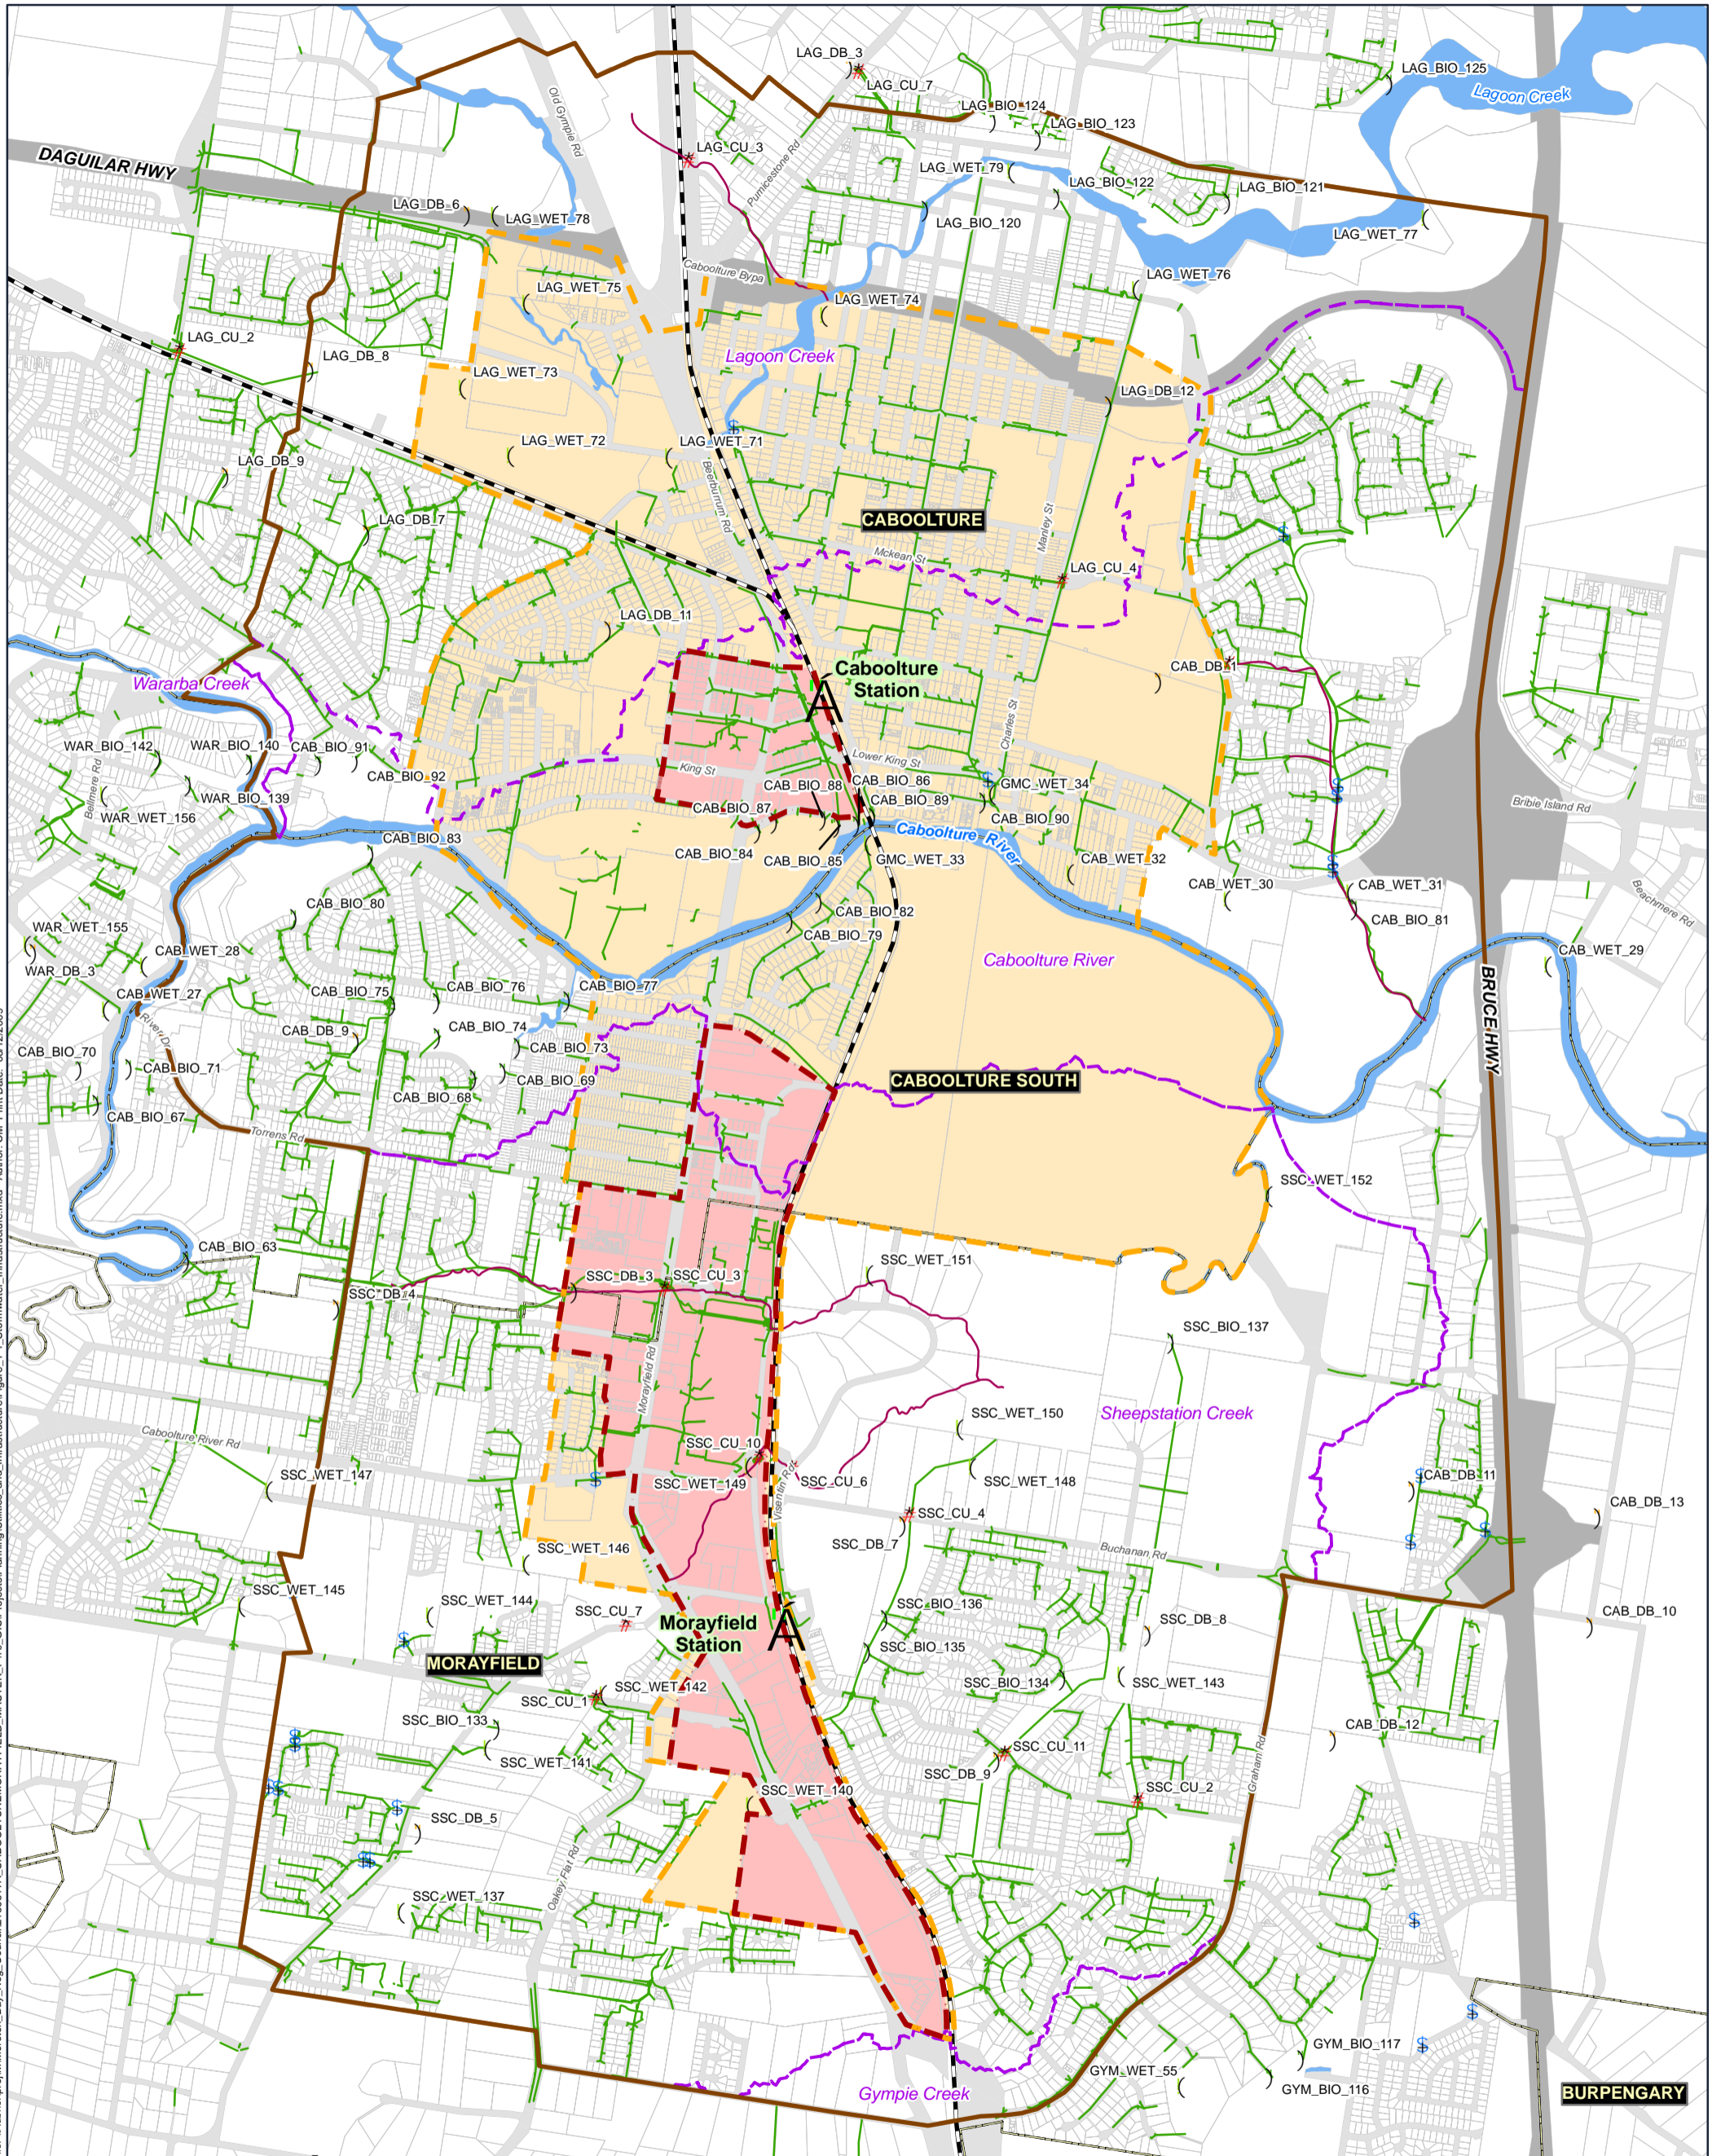 LAG_DB_3
LAG_CU_7
LAG_BIO_125
Lagoon Creek
LAG_BIO_124
LAG_BIO_123
Old Gympie Rd
LAG_CU_3
Pumicestone Rd
DAGUILAR HWY
LAG_WET_79
LAG_BIO_122
LAG_BIO_121
LAG_DB_6
LAG_WET_78
LAG_BIO_120
LAG_WET_77
Caboolture Bypa
LAG_WET_76
LAG_WET_75
LAG_WET_74
LAG_CU_2
LAG_DB_8
Lagoon Creek
LAG_WET_73
LAG_DB_12
LAG_WET_72
LAG_WET_71
LAG_DB_9
Beerburrum Rd
LAG_DB_7
CABOOLTURE
Manley St
Mckean St
LAG_CU_4
LAG_DB_11
Caboolture
Station
CAB_DB_1
Wararba Creek
Charles St
WAR_BIO_142
WAR_BIO_140
CAB_BIO_91
Lower King St
King St
CAB_BIO_92
CAB_BIO_88
CAB_BIO_86
GMC_WET_34
Bellmere Rd
WAR_BIO_139
CAB_BIO_87
CAB_BIO_89
Bribie Island Rd
WAR_WET_156
CAB_BIO_90
CAB_BIO_83
Caboolture River
CAB_BIO_84
CAB_BIO_85
GMC_WET_33
CAB_WET_32
CAB_WET_30
CAB_WET_31
Beachmere Rd
CAB_BIO_80
CAB_BIO_82
CAB_BIO_81
WAR_WET_155
CAB_BIO_79
CAB_WET_28
CAB_WET_29
WAR_DB_3
Caboolture River
CAB_BIO_77
CAB_WET_27
CAB_BIO_75
CAB_BIO_76
BRUCE HWY
River Dr
CAB_DB_9
CAB_BIO_74
CAB_BIO_70
CAB_BIO_73
CAB_BIO_71
CAB_BIO_69
CABOOLTURE SOUTH
CAB_BIO_68
CAB_BIO_67
Torrens Rd
SSC_WET_152
CAB_BIO_63
SSC_WET_151
SSC_DB_3
SSC_CU_3
SSC_DB_4
SSC_BIO_137
Morayfield Rd
Sheepstation Creek
SSC_WET_150
Caboolture River Rd
SSC_CU_10
SSC_WET_147
SSC_WET_149
SSC_CU_6
SSC_WET_148
CAB_DB_11
Visentin Rd
CAB_DB_13
SSC_CU_4
SSC_DB_7
Buchanan Rd
SSC_WET_146
SSC_WET_145
SSC_WET_144
SSC_CU_7
SSC_BIO_136
SSC_DB_8
CAB_DB_10
Morayfield
Station
SSC_BIO_135
MORAYFIELD
SSC_BIO_134
SSC_WET_143
SSC_WET_142
SSC_CU_1
SSC_BIO_133
CAB_DB_12
SSC_WET_141
SSC_CU_11
SSC_DB_9
Graham Rd
SSC_WET_140
SSC_CU_2
SSC_DB_5
Oakey Flat Rd
SSC_WET_137
GYM_BIO_117
GYM_WET_55
GYM_BIO_116
Gympie Creek
BURPENGARY